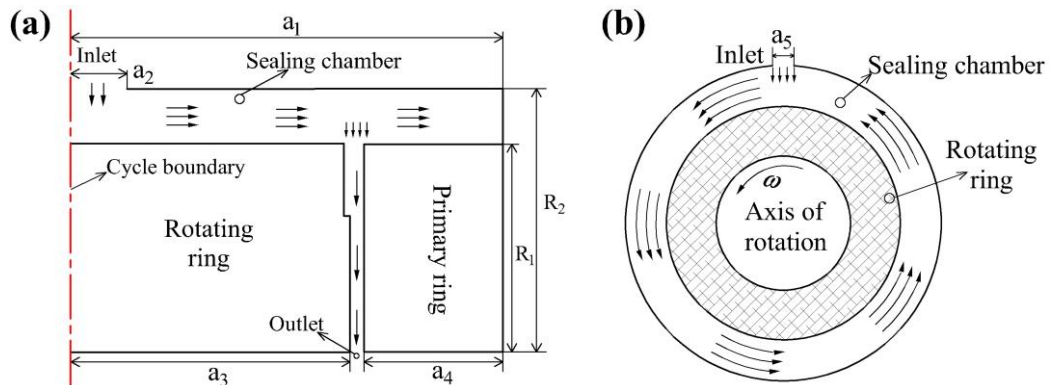 (a)
a1
Inlet
a2
Sealing chamber
Cycle boundary
Rotating
ring
Primary ring
R2
R1
Outlet
a3
a4
(b)
a5
Inlet
Sealing chamber
Rotating
ring
ω
Axis of
rotation